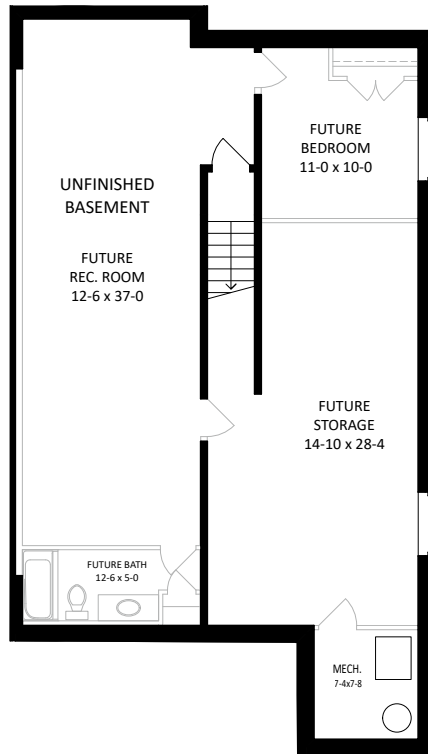 FUTURE
BEDROOM
11-0 x 10-0
UNFINISHED
BASEMENT
FUTURE
REC. ROOM
12-6 x 37-0
FUTURE
STORAGE
14-10 x 28-4
FUTURE BATH
12-6 x 5-0
MECH.
7-4x7-8